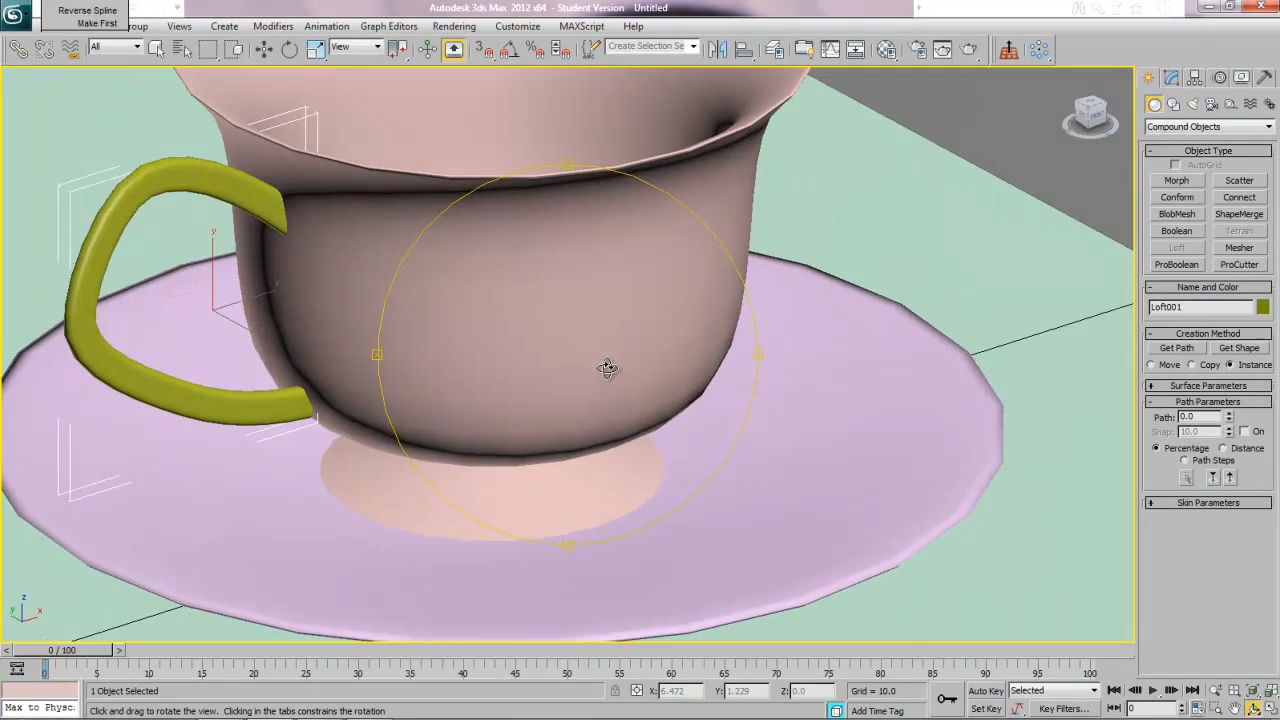 Reverse Spline
Make First
Autodesk 3ds Max 2012 x64 - Student Version Untitled
Views Create Modifiers Animation Graph Editors Rendering Customize MAXScript Help
All View Create Selection Se
Compound Objects
Object Type
AutoGrid
Morph Scatter
Conform Connect
BlobMesh ShapeMerge
Boolean Terrain
Loft Mesher
ProBoolean ProCutter
Name and Color
Loft001
Creation Method
Get Path Get Shape
Move Copy Instance
Surface Parameters
Path Parameters
Path: 0.0
Snap: 10.0 On
Percentage Distance
Path Steps
Skin Parameters
y
z
y x
0 / 100
0 5 10 15 20 25 30 35 40 45 50 55 60 65 70 75 80 85 90 95 100
1 Object Selected X: 6.472 Y: 1.229 Z: 0.0 Grid = 10.0 Auto Key Selected
Max to Physc Click and drag to rotate the view. Clicking in the tabs constrains the rotation Add Time Tag Set Key Key Filters... 0